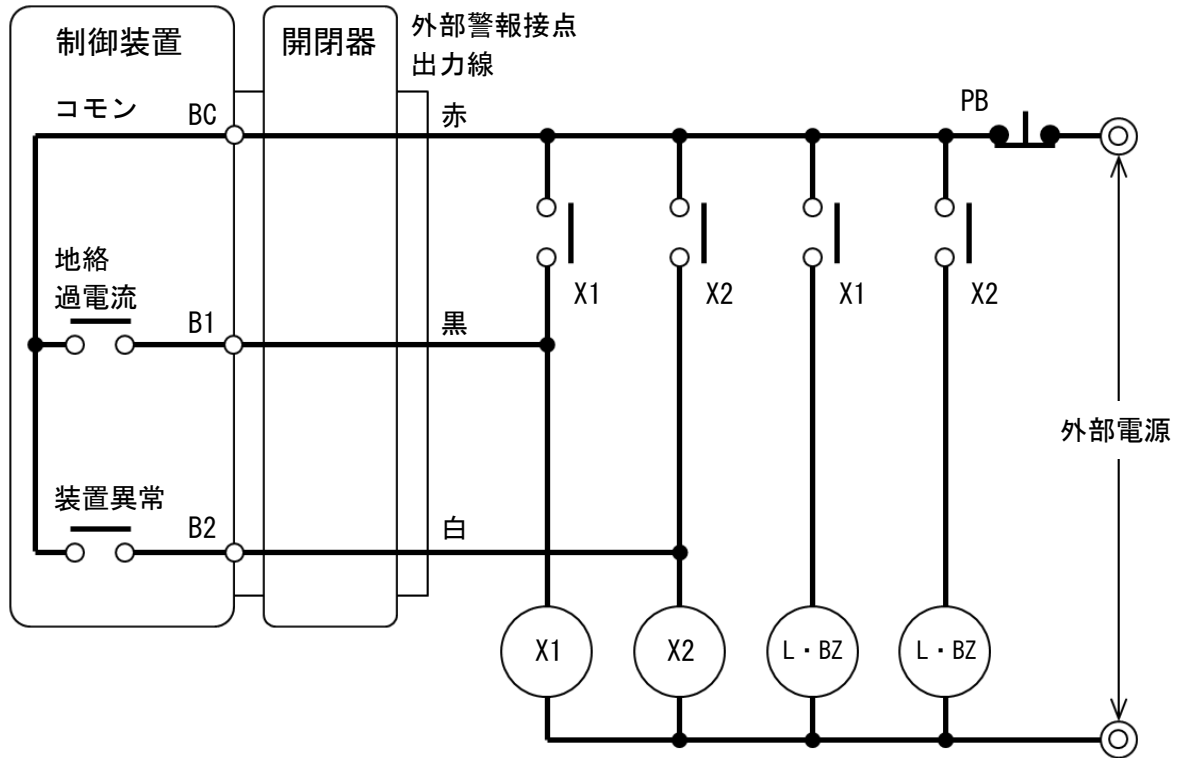 制御装置
開閉器
外部警報接点
出力線
コモン
BC
赤
PB
地絡
過電流
B1
黒
X1
X2
X1
X2
外部電源
装置異常
B2
白
X1
X2
L・BZ
L・BZ